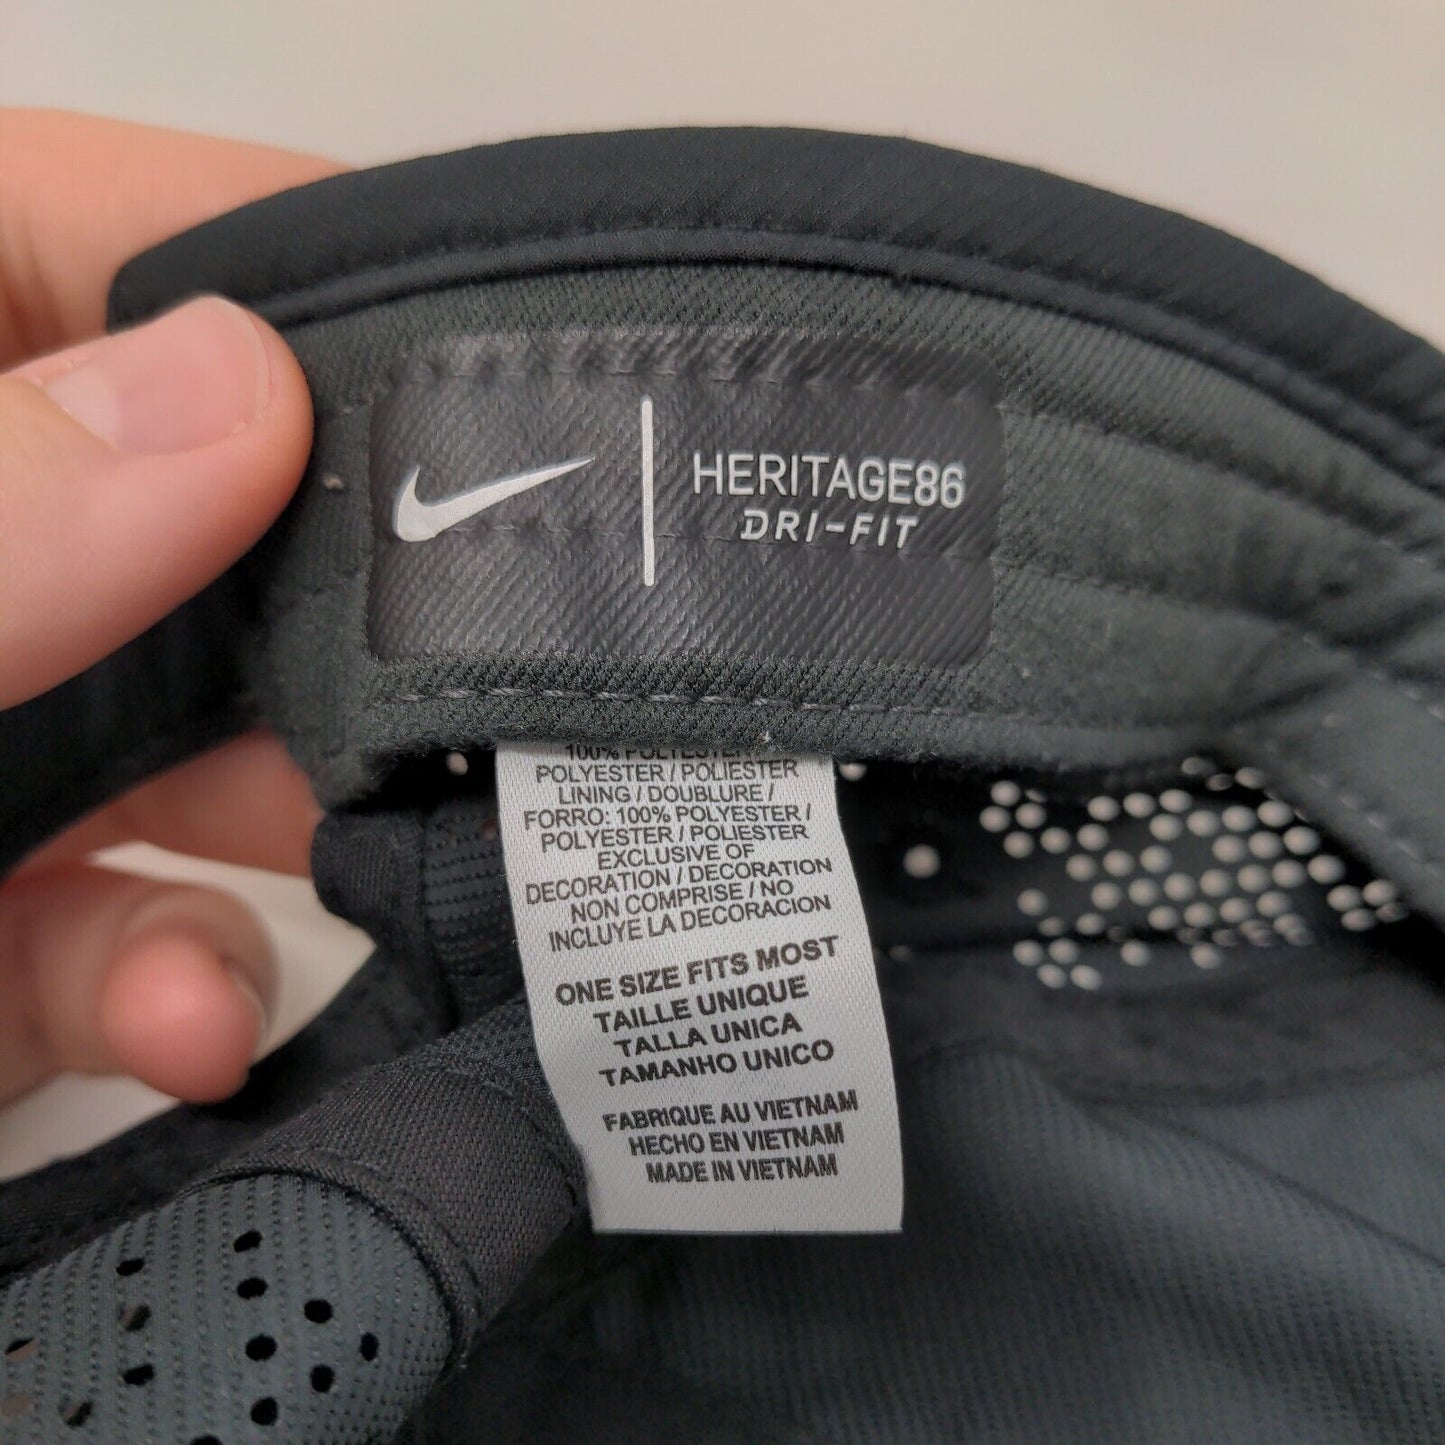 HERITAGE86
DRI-FIT
100% POLYESTER /
POLYESTER / POLIESTER
LINING / DOUBLURE /
FORRO: 100% POLYESTER /
POLYESTER / POLIESTER
EXCLUSIVE OF
DECORATION / DECORATION
NON COMPRISE / NO
INCLUYE LA DECORACION
ONE SIZE FITS MOST
TAILLE UNIQUE
TALLA UNICA
TAMANHO UNICO
FABRIQUE AU VIETNAM
HECHO EN VIETNAM
MADE IN VIETNAM